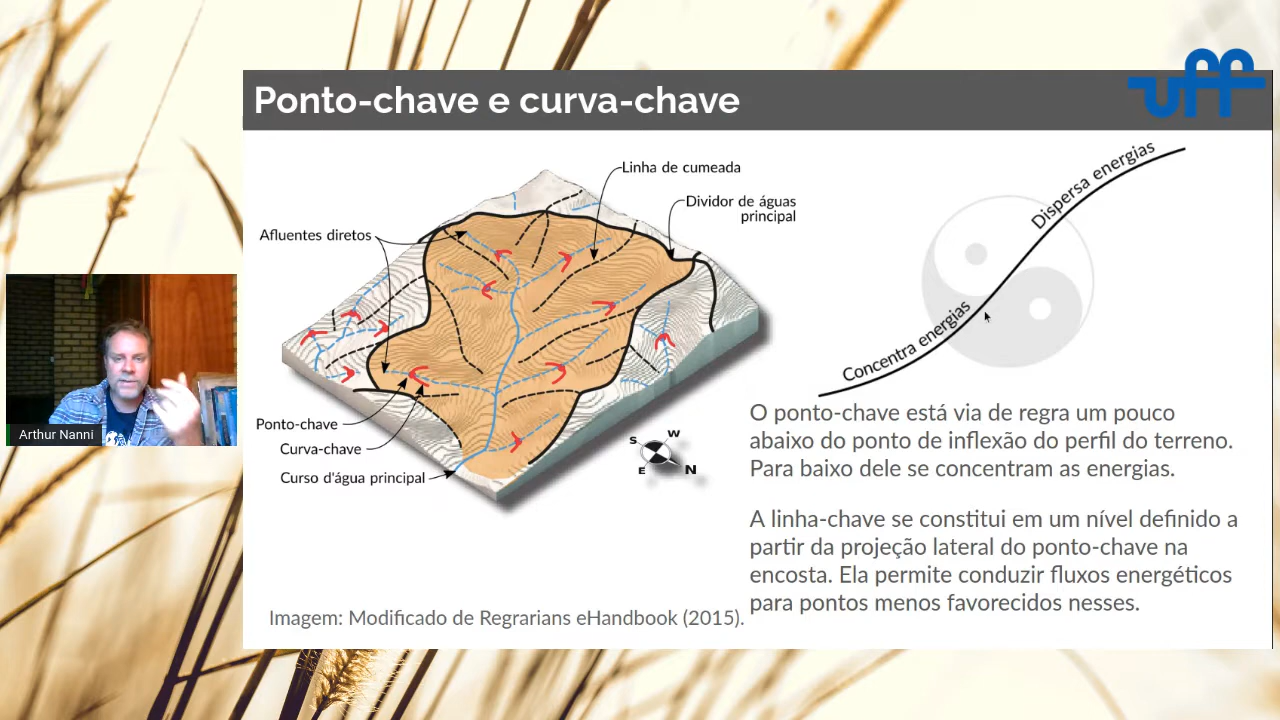 Ponto-chave e curva-chave
uff
Linha de cumeada
Dividor de águas
principal
Afluentes diretos
Ponto-chave
Curva-chave
Curso d'água principal
S
W
E
N
Dispersa energias
Concentra energias
O ponto-chave está via de regra um pouco
abaixo do ponto de inflexão do perfil do terreno.
Para baixo dele se concentram as energias.
A linha-chave se constitui em um nível definido a
partir da projeção lateral do ponto-chave na
encosta. Ela permite conduzir fluxos energéticos
para pontos menos favorecidos nesses.
Imagem: Modificado de Regrarians eHandbook (2015).
Arthur Nanni